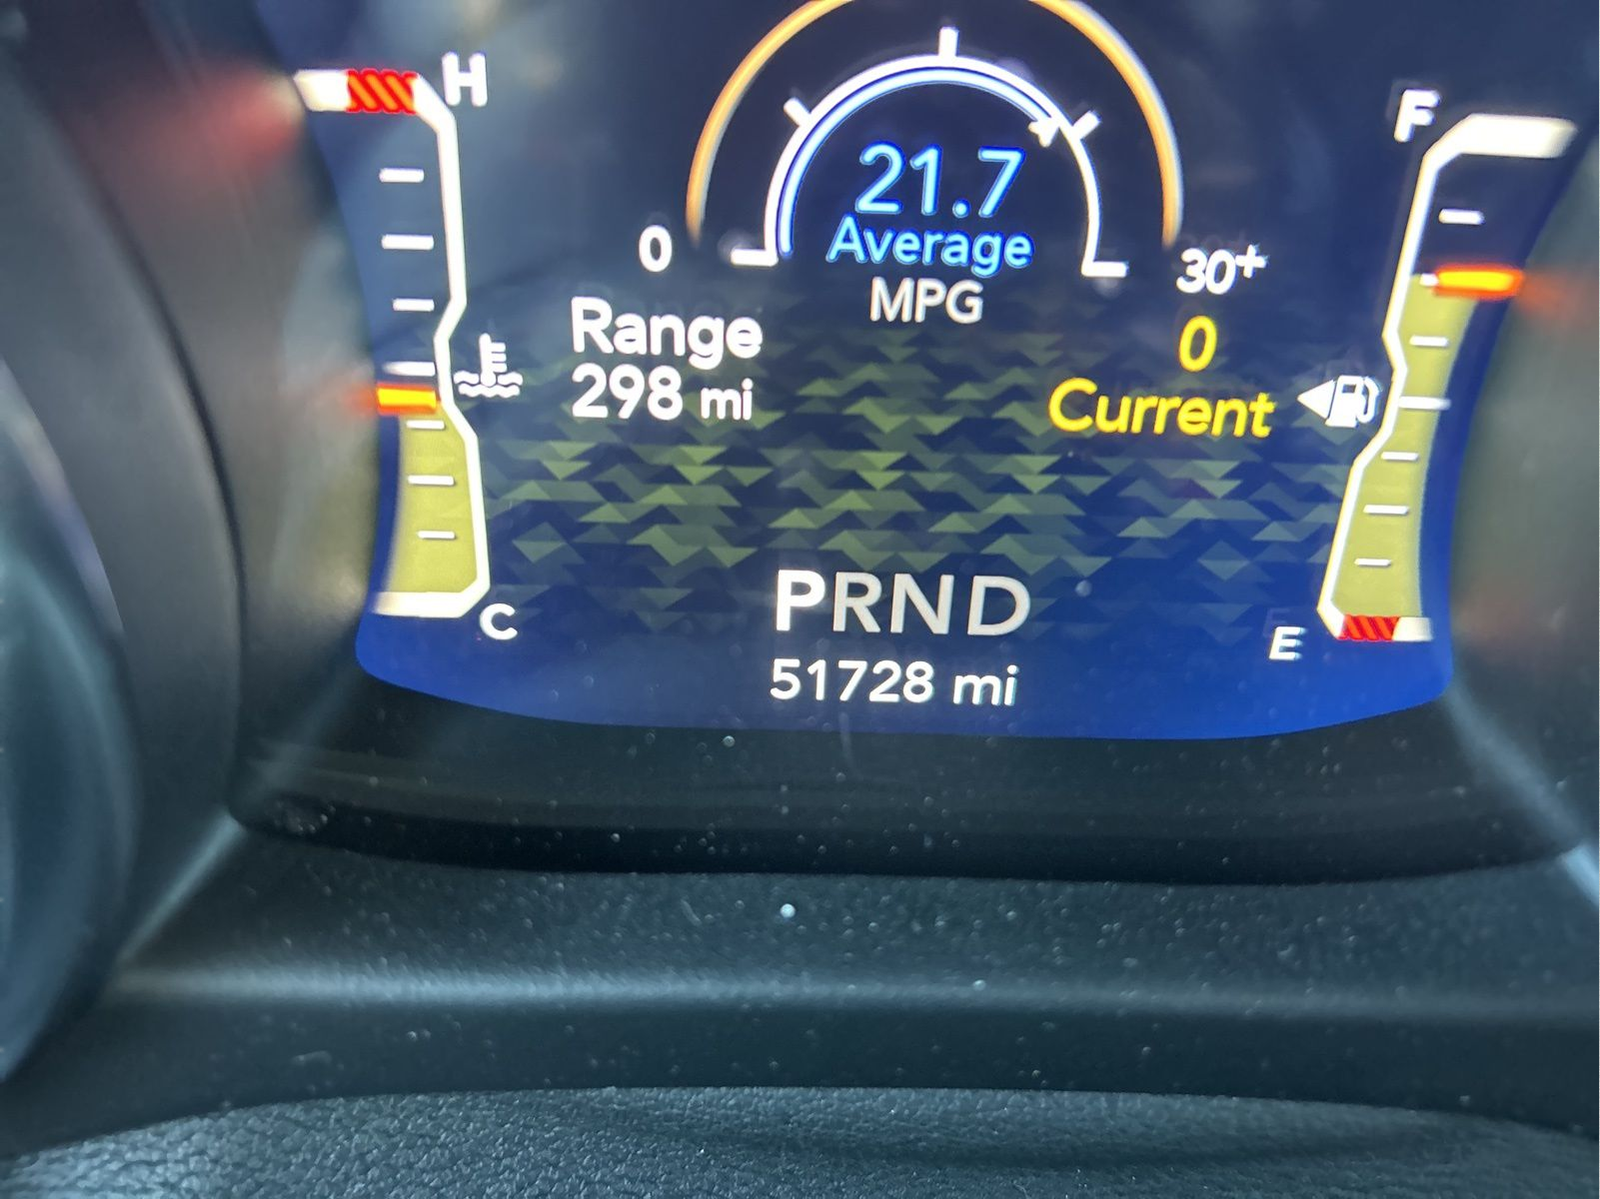 H
F
21.7
Average
MPG
0
30+
Range
298 mi
0
Current
PRND
51728 mi
C
E